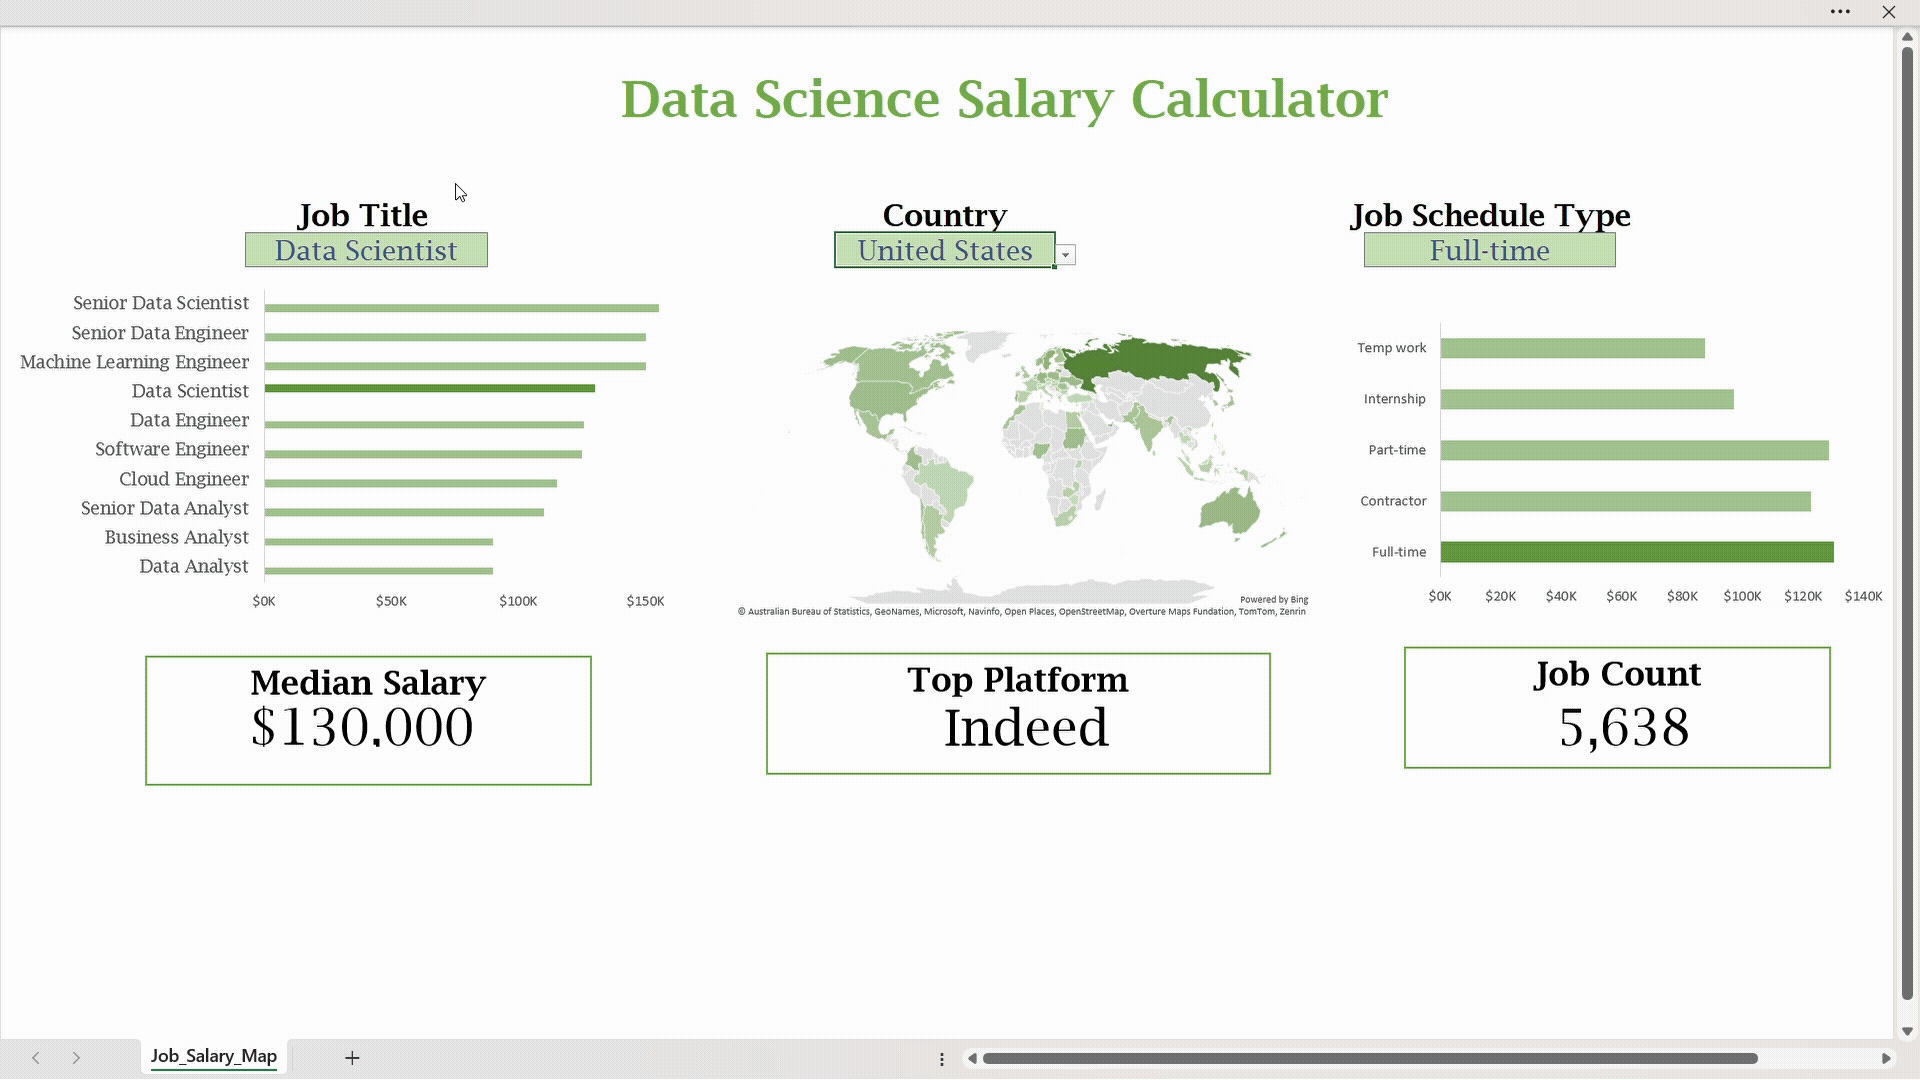 Data Science Salary Calculator
Job Title
Data Scientist
Country
United States
Job Schedule Type
Full-time
Senior Data Scientist
Senior Data Engineer
Machine Learning Engineer
Data Scientist
Data Engineer
Software Engineer
Cloud Engineer
Senior Data Analyst
Business Analyst
Data Analyst
$0K $50K $100K $150K
Powered by Bing
© Australian Bureau of Statistics, GeoNames, Microsoft, Navinfo, Open Places, OpenStreetMap, Overture Maps Fundation, TomTom, Zenrin
Temp work
Internship
Part-time
Contractor
Full-time
$0K $20K $40K $60K $80K $100K $120K $140K
Median Salary
$130,000
Top Platform
Indeed
Job Count
5,638
Job_Salary_Map